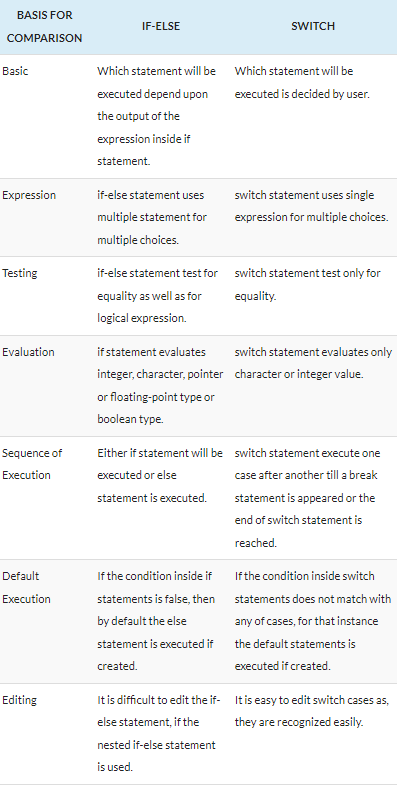 BASIS FOR
COMPARISON
IF-ELSE
SWITCH
Basic
Which statement will be
executed depend upon
the output of the
expression inside if
statement.
Which statement will be
executed is decided by user.
Expression
if-else statement uses
multiple statement for
multiple choices.
switch statement uses single
expression for multiple choices.
Testing
if-else statement test for
equality as well as for
logical expression.
switch statement test only for
equality.
Evaluation
if statement evaluates
integer, character, pointer
or floating-point type or
boolean type.
switch statement evaluates only
character or integer value.
Sequence of
Execution
Either if statement will be
executed or else
statement is executed.
switch statement execute one
case after another till a break
statement is appeared or the
end of switch statement is
reached.
Default
Execution
If the condition inside if
statements is false, then
by default the else
statement is executed if
created.
If the condition inside switch
statements does not match with
any of cases, for that instance
the default statements is
executed if created.
Editing
It is difficult to edit the if-
else statement, if the
nested if-else statement
is used.
It is easy to edit switch cases as,
they are recognized easily.